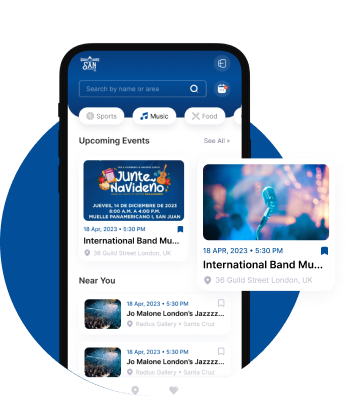 SAN
Search by name or area
Sports
Music
Food
Upcoming Events
See All
Junte
Navideño
JUEVES, 14 DE DICIEMBRE DE 2023
8:00 A.M. A 4:00 P.M.
MUELLE PANAMERICANO I, SAN JUAN
18 Apr, 2023 • 5:30 PM
International Band Mu...
36 Guild Street London, UK
18 APR, 2023 • 5:30 PM
International Band Mu...
36 Guild Street London, UK
Near You
18 Apr, 2023 • 5:30 PM
Jo Malone London's Jazzzz...
Radius Gallery • Santa Cruz
18 Apr, 2023 • 5:30 PM
Jo Malone London's Jazzzz...
Radius Gallery • Santa Cruz